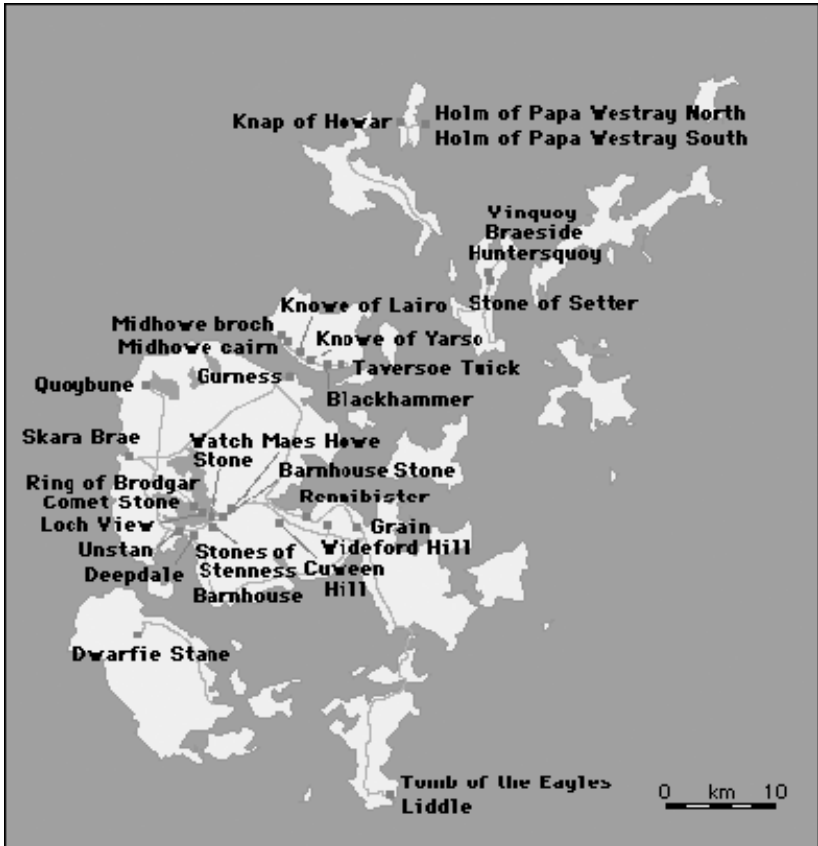 Knap of Howar
Holm of Papa Westray North
Holm of Papa Westray South
Vinquoy
Braeside
Huntersquoy
Stone of Setter
Knowe of Lairo
Midhowe broch
Knowe of Yarso
Midhowe cairn
Taversoe Tuick
Gurness
Quoybune
Blackhammer
Skara Brae
Watch
Stone
Maes Howe
Barnhouse Stone
Ring of Brodgar
Comet Stone
Rennibister
Loch View
Grain
Unstan
Wideford Hill
Stones of
Stenness
Deepdale
Cuween
Hill
Barnhouse
Dwarfie Stane
Tomb of the Eagles
Liddle
0 km 10